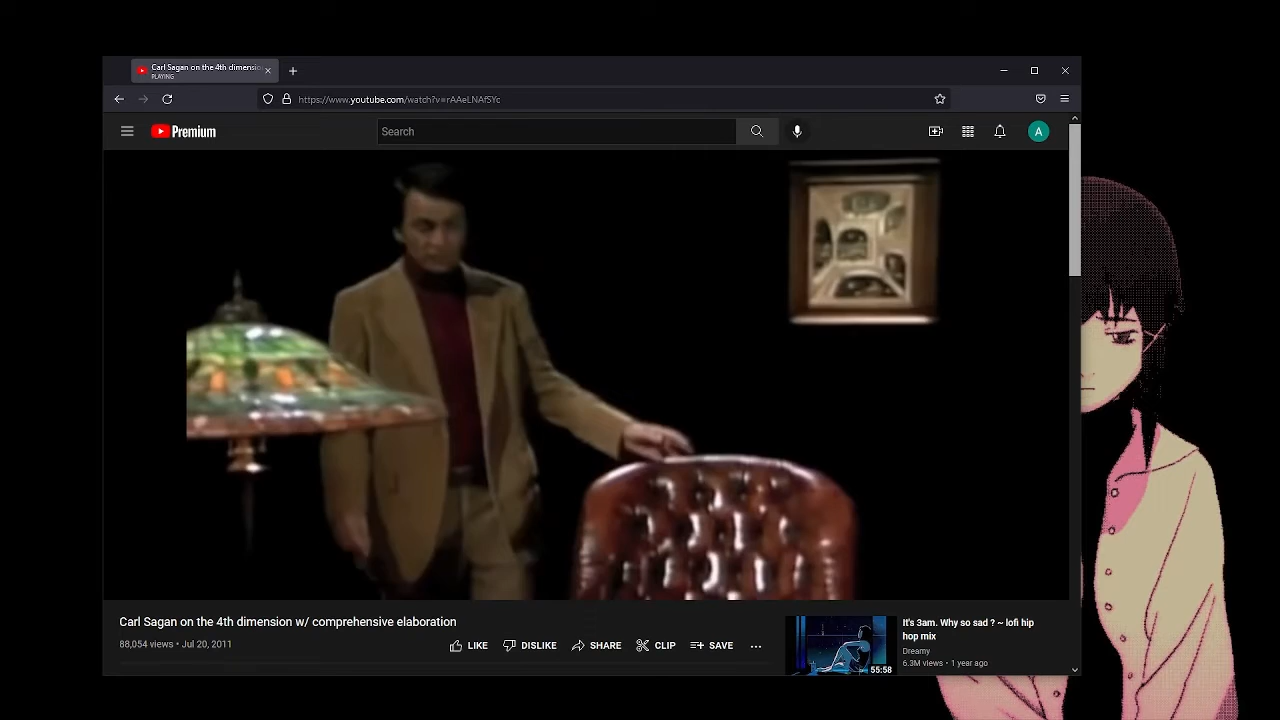 Carl Sagan on the 4th dimensio
PLAYING
https://www.youtube.com/watch?v=rAAeLNAfSYc
Premium
Search
A
Carl Sagan on the 4th dimension w/ comprehensive elaboration
88,054 views • Jul 20, 2011
LIKE
DISLIKE
SHARE
CLIP
SAVE
It's 3am. Why so sad ? ~ lofi hip
hop mix
Dreamy
6.3M views • 1 year ago
55:58